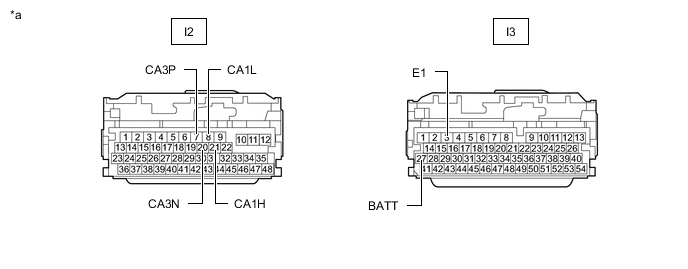 *a
I2
I3
CA3P
CA1L
E1
1 2 3 4 5 6 7 8 9 10 11 12
13 14 15 16 17 18 19 20 21 22
23 24 25 26 27 28 29 30 31 32 33 34 35
36 37 38 39 40 41 42 43 44 45 46 47 48
1 2 3 4 5 6 7 8 9 10 11 12 13
14 15 16 17 18 19 20 21 22 23 24 25 26
27 28 29 30 31 32 33 34 35 36 37 38 39 40
41 42 43 44 45 46 47 48 49 50 51 52 53 54
CA3N
CA1H
BATT